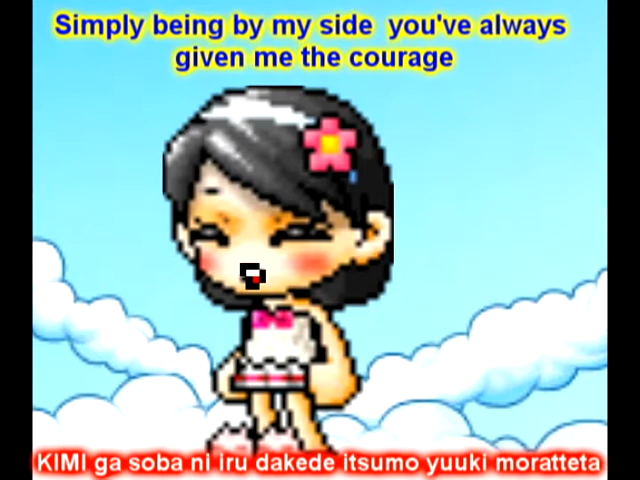 Simply being by my side you've always
given me the courage
KIMI ga soba ni iru dakede itsumo yuuki moratteta